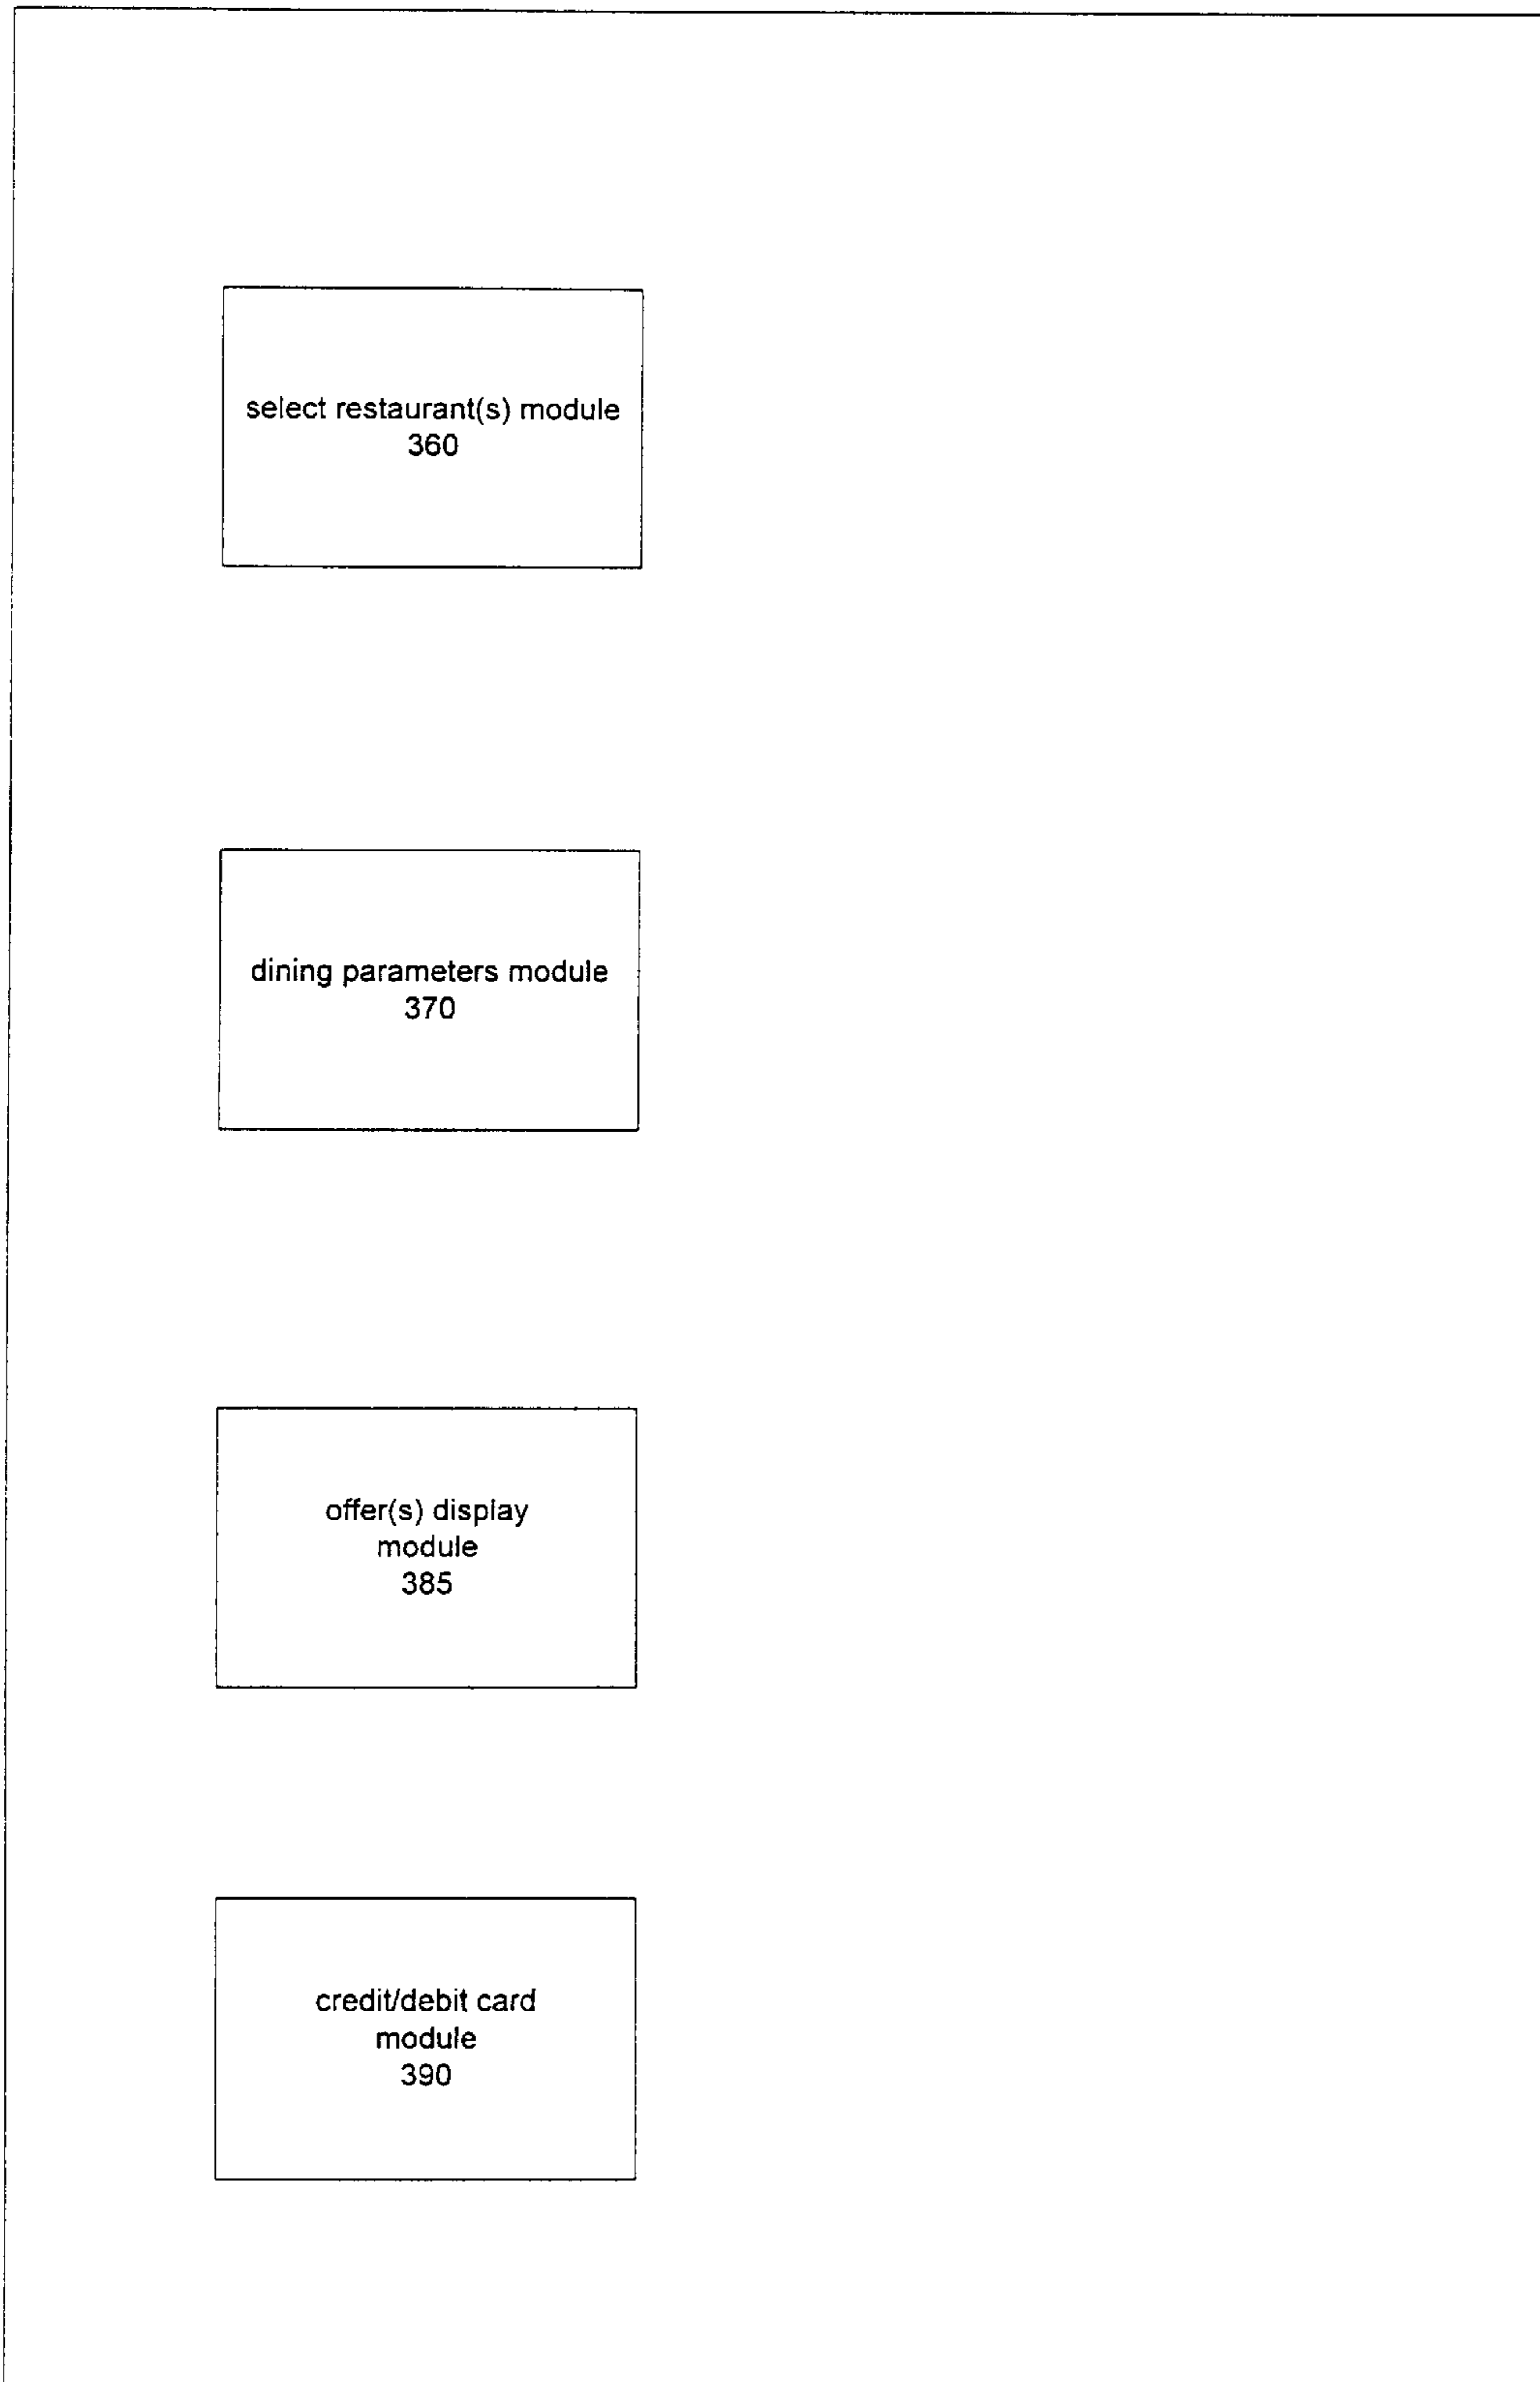 select restaurant(s) module
360
dining parameters module
370
offer(s) display
module
385
credit/debit card
module
390